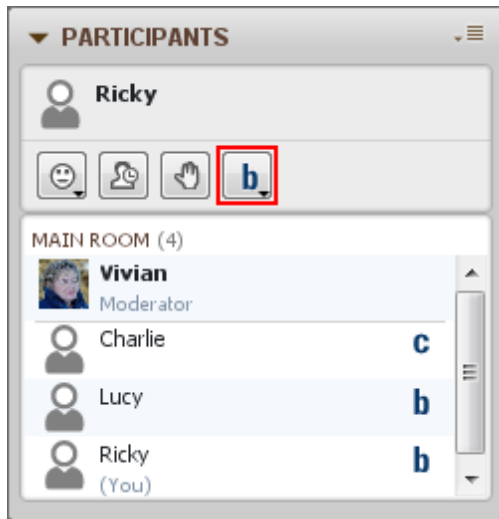 PARTICIPANTS
Ricky
b
MAIN ROOM (4)
Vivian
Moderator
Charlie c
Lucy b
Ricky b
(You)